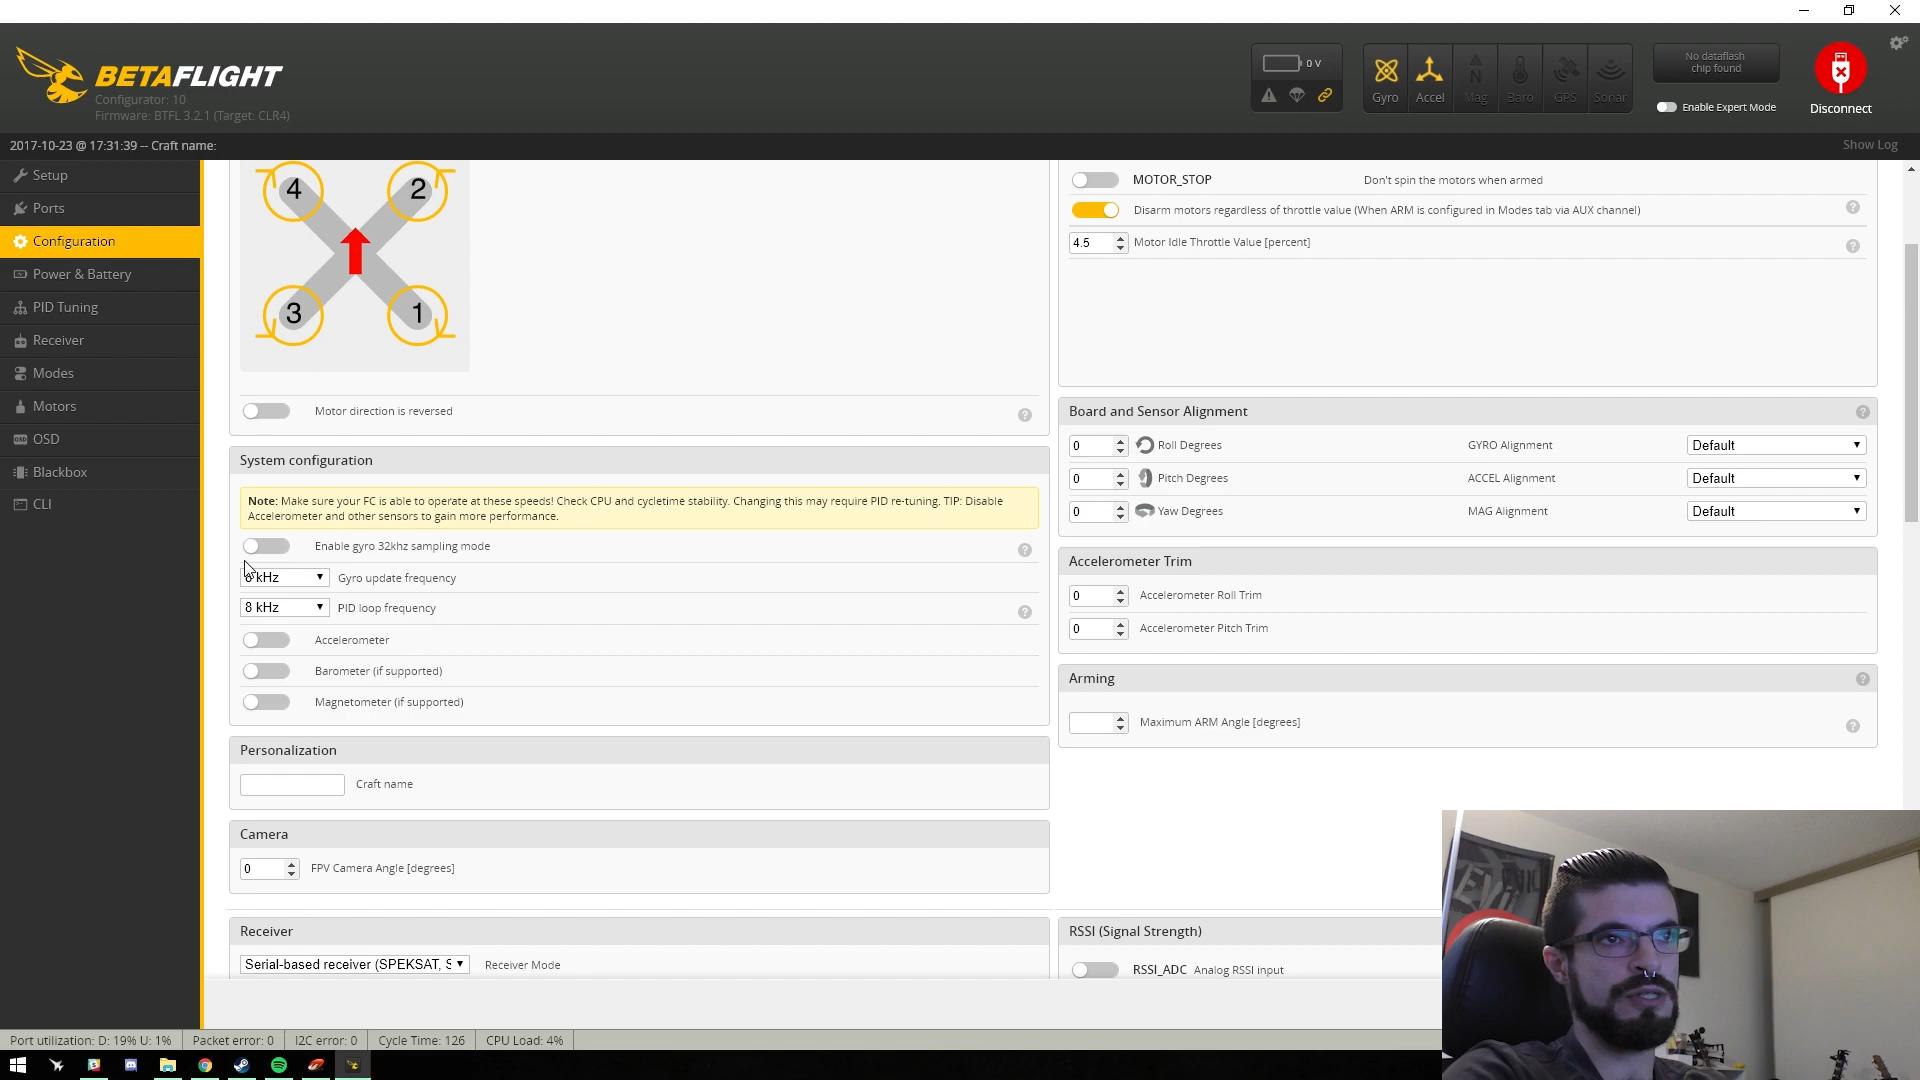 BETAFLIGHT
Configurator: 10
Firmware: BTFL 3.2.1 (Target: CLR4)
0 V
Gyro
Accel
Mag
Baro
GPS
Sonar
No dataflash
chip found
Enable Expert Mode
Disconnect
2017-10-23 @ 17:31:39 -- Craft name:
Show Log
Setup
Ports
Configuration
Power & Battery
PID Tuning
Receiver
Modes
Motors
OSD
Blackbox
CLI
4
2
3
1
Motor direction is reversed
System configuration
Note: Make sure your FC is able to operate at these speeds! Check CPU and cycletime stability. Changing this may require PID re-tuning. TIP: Disable
Accelerometer and other sensors to gain more performance.
Enable gyro 32khz sampling mode
8 kHz Gyro update frequency
8 kHz PID loop frequency
Accelerometer
Barometer (if supported)
Magnetometer (if supported)
Personalization
Craft name
Camera
0 FPV Camera Angle [degrees]
Receiver
Serial-based receiver (SPEKSAT, S Receiver Mode
MOTOR_STOP Don't spin the motors when armed
Disarm motors regardless of throttle value (When ARM is configured in Modes tab via AUX channel)
4.5 Motor Idle Throttle Value [percent]
Board and Sensor Alignment
0 Roll Degrees GYRO Alignment Default
0 Pitch Degrees ACCEL Alignment Default
0 Yaw Degrees MAG Alignment Default
Accelerometer Trim
0 Accelerometer Roll Trim
0 Accelerometer Pitch Trim
Arming
Maximum ARM Angle [degrees]
RSSI (Signal Strength)
RSSI_ADC Analog RSSI input
Port utilization: D: 19% U: 1% Packet error: 0 I2C error: 0 Cycle Time: 126 CPU Load: 4%